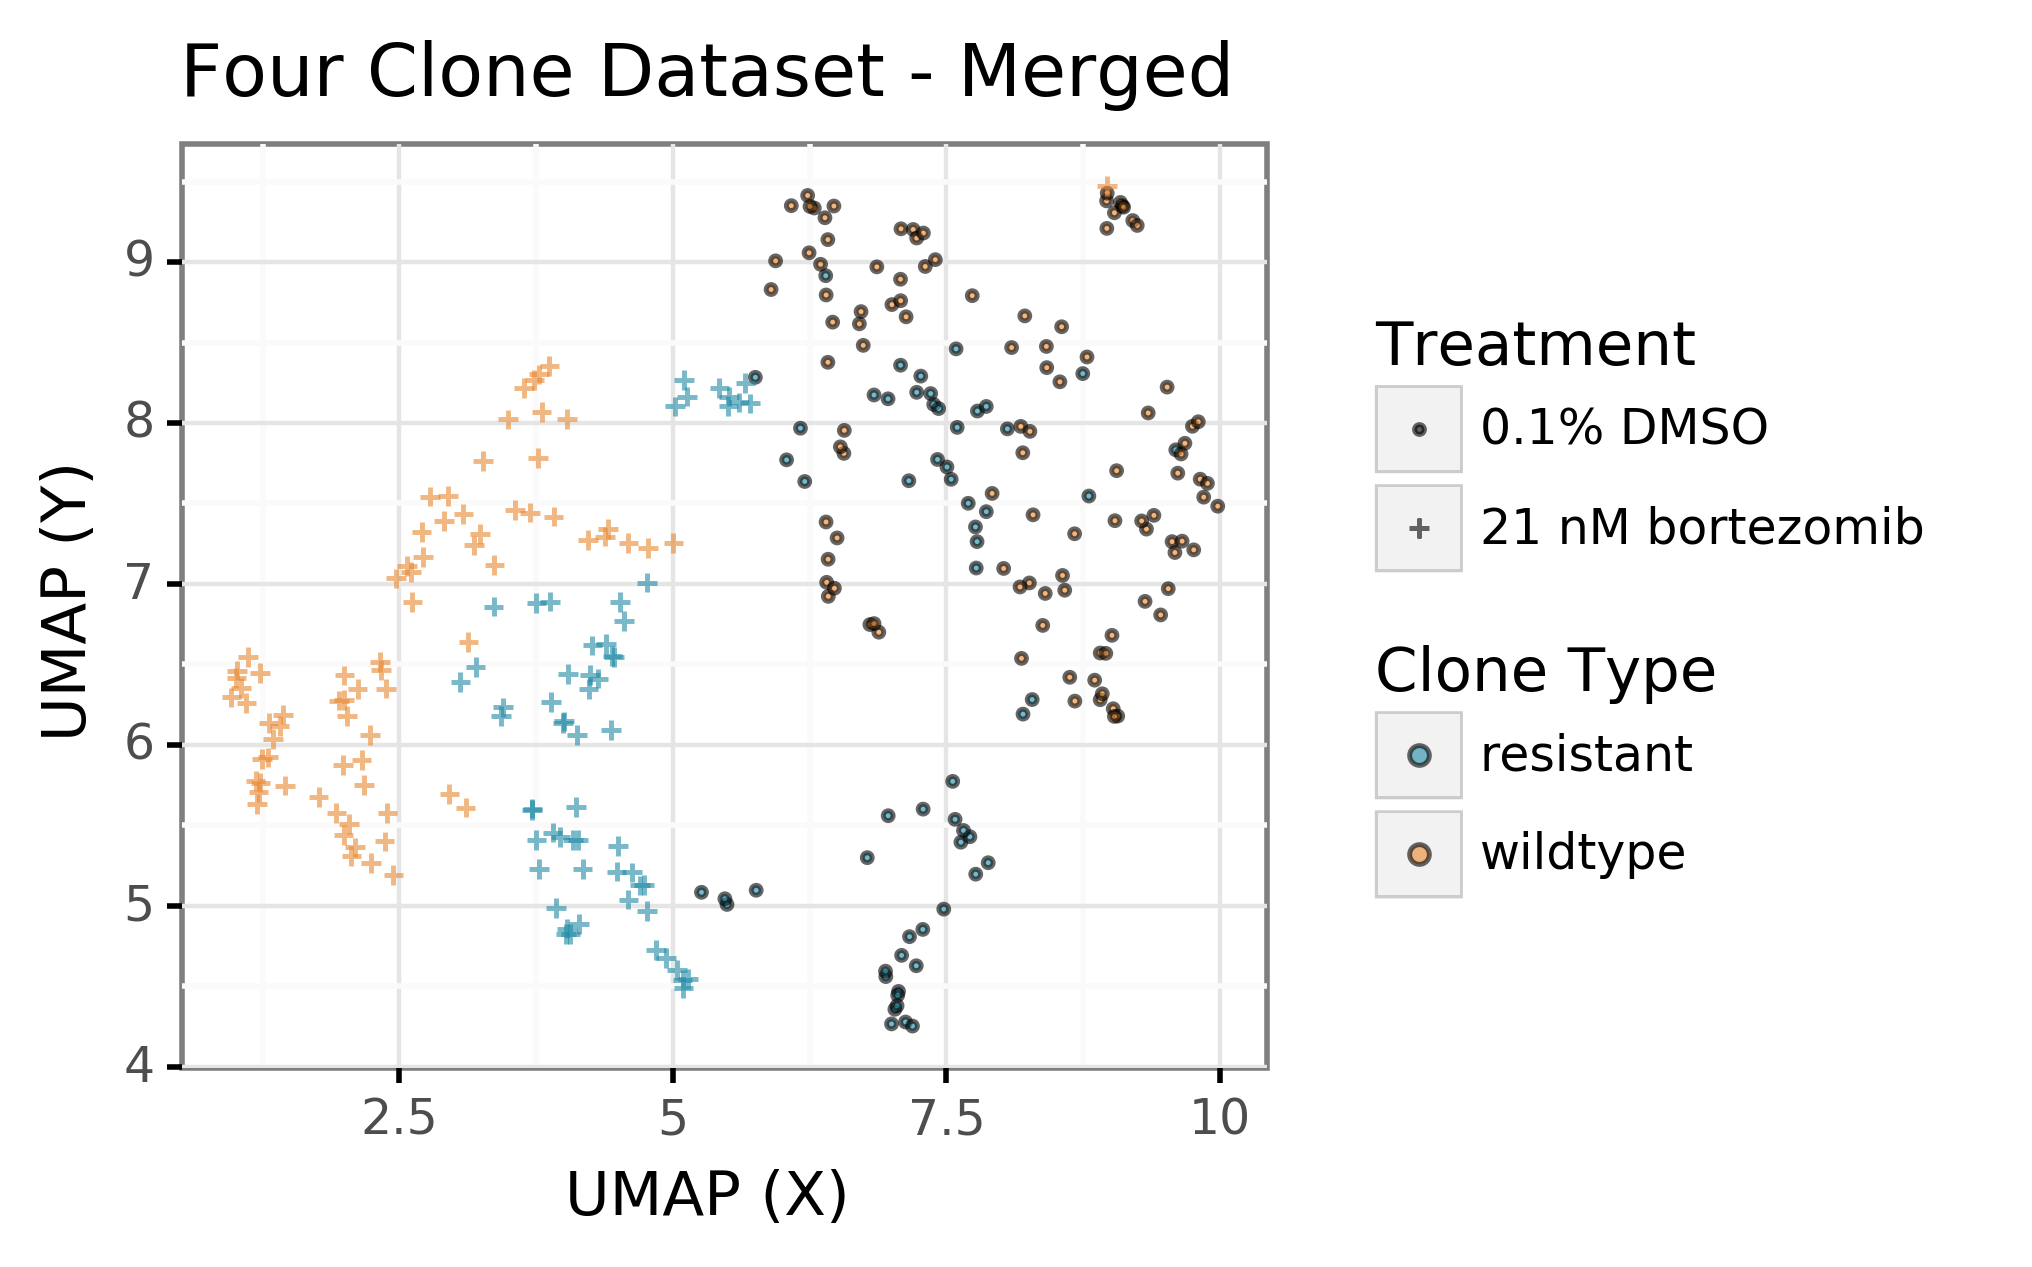 Four Clone Dataset - Merged
UMAP (Y)
9
8
7
6
5
4
2.5 5 7.5 10
UMAP (X)
Treatment
0.1% DMSO
21 nM bortezomib
Clone Type
resistant
wildtype